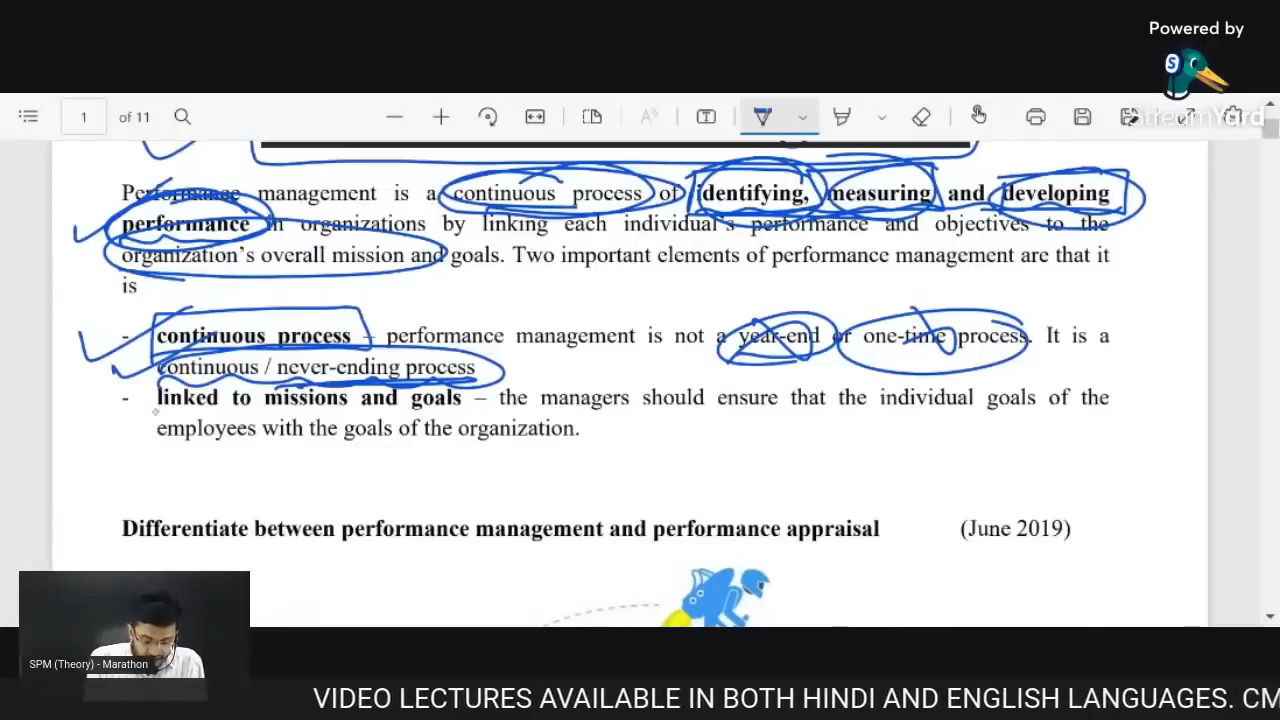 Powered by
S
StreamYard
1 of 11
Performance management is a continuous process of identifying, measuring and developing
performance in organizations by linking each individual's performance and objectives to the
organization's overall mission and goals. Two important elements of performance management are that it
is
- continuous process – performance management is not a year-end or one-time process. It is a
continuous / never-ending process
- linked to missions and goals – the managers should ensure that the individual goals of the
employees with the goals of the organization.
Differentiate between performance management and performance appraisal (June 2019)
SPM (Theory) - Marathon
VIDEO LECTURES AVAILABLE IN BOTH HINDI AND ENGLISH LANGUAGES. CM